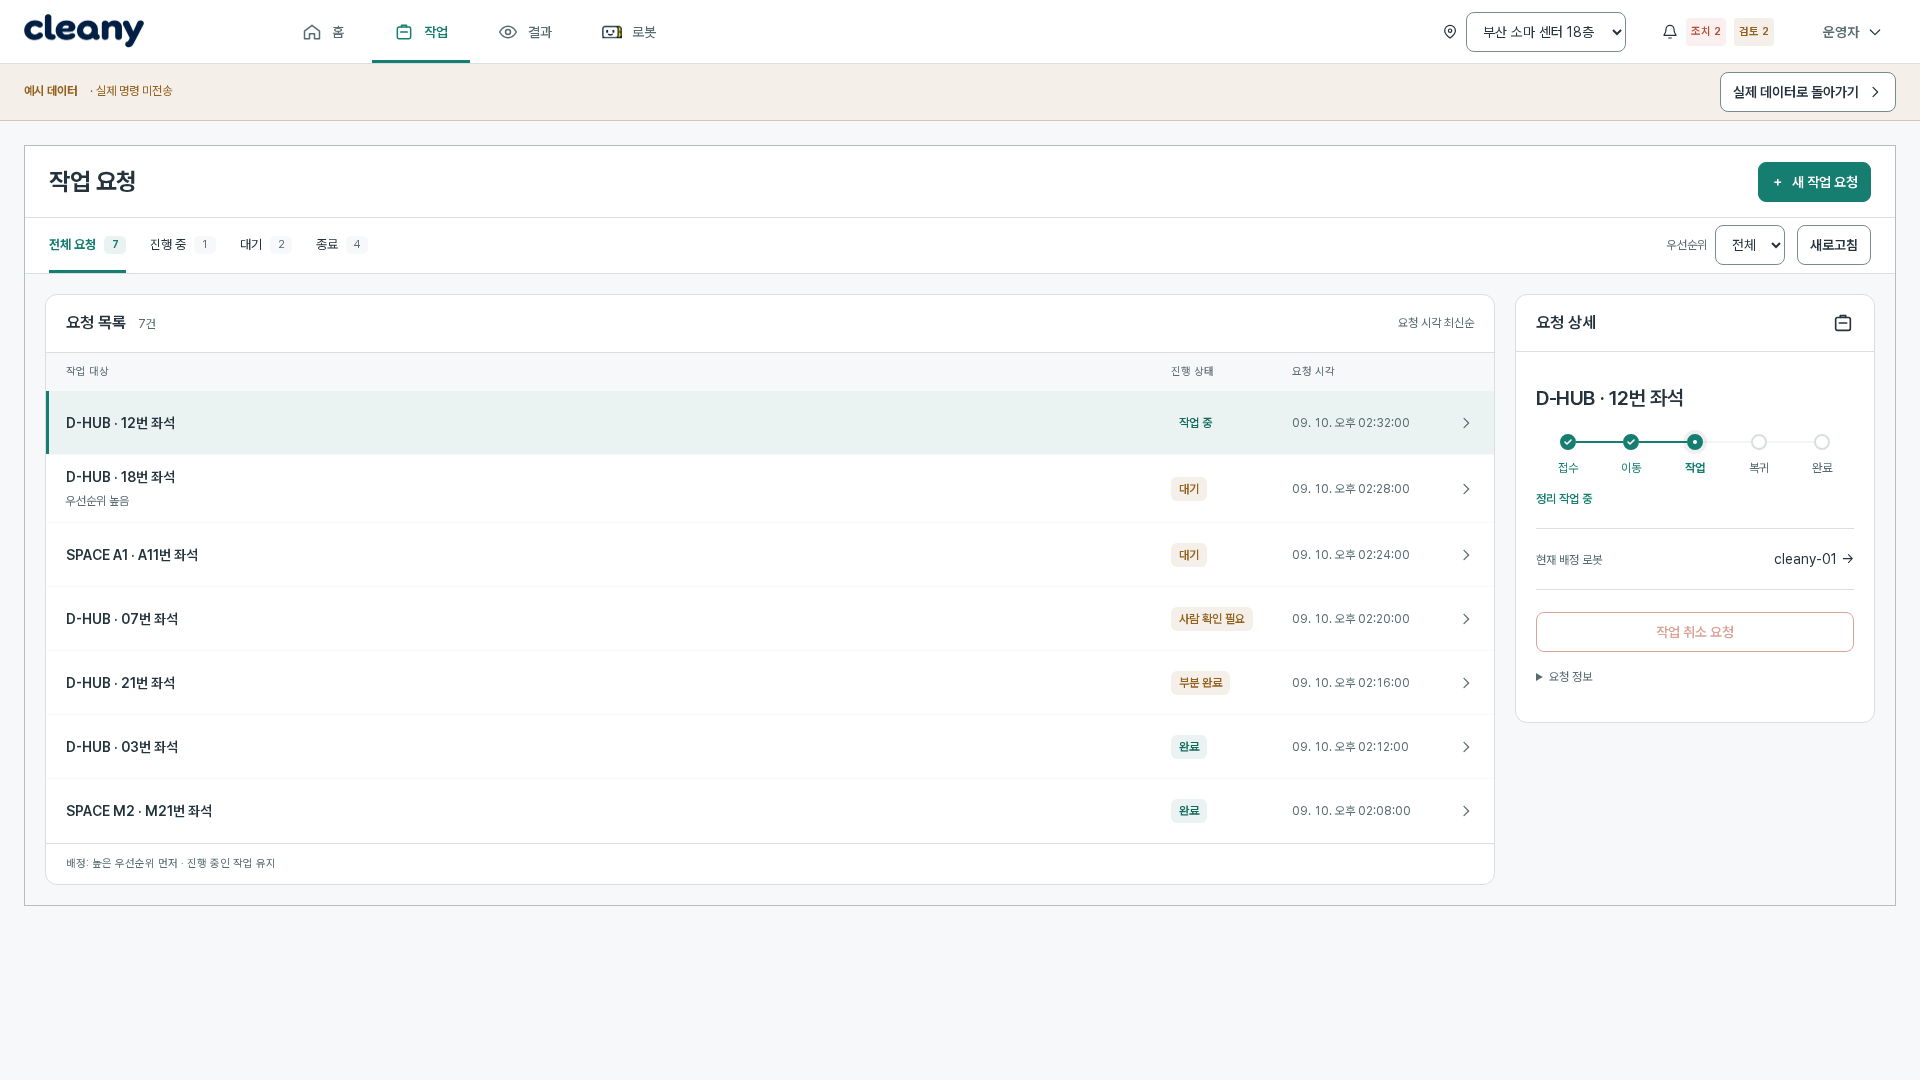 cleany
홈
작업
결과
로봇
부산 소마 센터 18층
조치 2
검토 2
운영자
예시 데이터 · 실제 명령 미전송
실제 데이터로 돌아가기
작업 요청
+ 새 작업 요청
전체 요청 7
진행 중 1
대기 2
종료 4
우선순위 전체
새로고침
요청 목록 7건
요청 시각 최신순
작업 대상 진행 상태 요청 시각
D-HUB · 12번 좌석 작업 중 09. 10. 오후 02:32:00
D-HUB · 18번 좌석 대기 09. 10. 오후 02:28:00
우선순위 높음
SPACE A1 · A11번 좌석 대기 09. 10. 오후 02:24:00
D-HUB · 07번 좌석 사람 확인 필요 09. 10. 오후 02:20:00
D-HUB · 21번 좌석 부분 완료 09. 10. 오후 02:16:00
D-HUB · 03번 좌석 완료 09. 10. 오후 02:12:00
SPACE M2 · M21번 좌석 완료 09. 10. 오후 02:08:00
배정: 높은 우선순위 먼저 · 진행 중인 작업 유지
요청 상세
D-HUB · 12번 좌석
접수 이동 작업 복귀 완료
정리 작업 중
현재 배정 로봇 cleany-01 →
작업 취소 요청
▶ 요청 정보